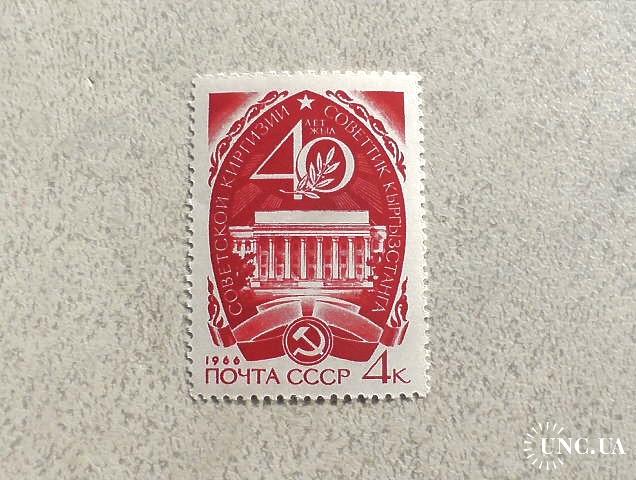 40
ЛЕТ
ЖЫЛ
СОВЕТСКОЙ КИРГИЗИИ
СОВЕТТИК КЫРГЫЗСТАНГА
1966
ПОЧТА СССР 4к
UNC.UA